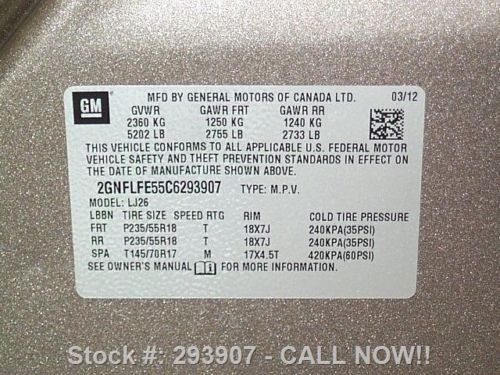 GM
MFD BY GENERAL MOTORS OF CANADA LTD. 03/12
GVWR GAWR FRT GAWR RR
2360 KG 1250 KG 1240 KG
5202 LB 2755 LB 2733 LB
THIS VEHICLE CONFORMS TO ALL APPLICABLE U.S. FEDERAL MOTOR
VEHICLE SAFETY AND THEFT PREVENTION STANDARDS IN EFFECT ON
THE DATE OF MANUFACTURE SHOWN ABOVE.
2GNFLFE55C6293907 TYPE: M.P.V.
MODEL: LJ26
LBBN TIRE SIZE SPEED RTG RIM COLD TIRE PRESSURE
FRT P235/55R18 T 18X7J 240KPA(35PSI)
RR P235/55R18 T 18X7J 240KPA(35PSI)
SPA T145/70R17 M 17X4.5T 420KPA(60PSI)
SEE OWNER'S MANUAL FOR MORE INFORMATION.
Stock #: 293907 - CALL NOW!!